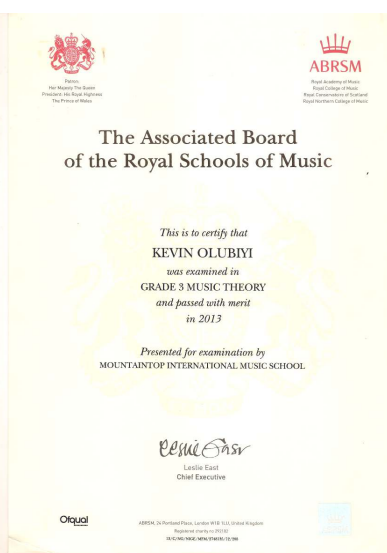 Patron
Her Majesty The Queen
President: His Royal Highness
The Prince of Wales
ABRSM
Royal Academy of Music
Royal College of Music
Royal Conservatoire of Scotland
Royal Northern College of Music
The Associated Board
of the Royal Schools of Music
This is to certify that
KEVIN OLUBIYI
was examined in
GRADE 3 MUSIC THEORY
and passed with merit
in 2013
Presented for examination by
MOUNTAINTOP INTERNATIONAL MUSIC SCHOOL
Leslie East
Leslie East
Chief Executive
Ofqual
ABRSM, 24 Portland Place, London W1B 1LU, United Kingdom
Registered charity no.